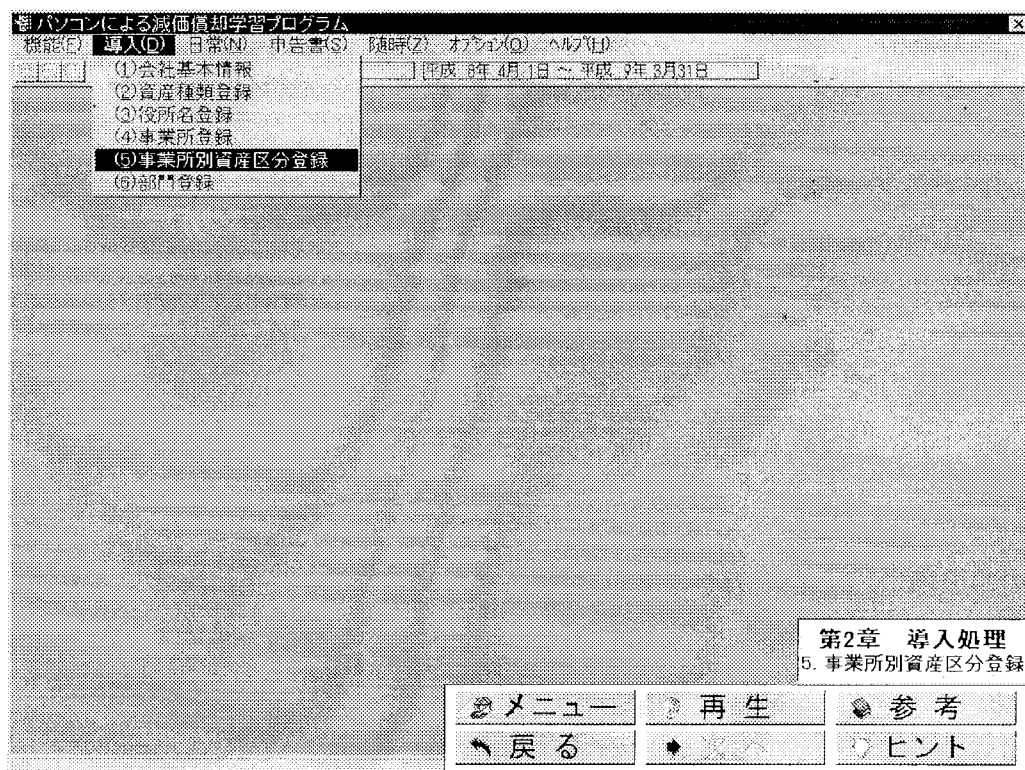 パソコンによる減価償却学習プログラム
機能(F) 導入(D) 日常(N) 申告書(S) 随時(Z) オプション(O) ヘルプ(H)
平成 8年 4月 1日 ~ 平成 9年 3月31日
(1)会社基本情報
(2)資産種類登録
(3)役所名登録
(4)事業所登録
(5)事業所別資産区分登録
(6)部門登録
第2章 導入処理
5. 事業所別資産区分登録
メニュー 再生 参考
戻る 次へ ヒント